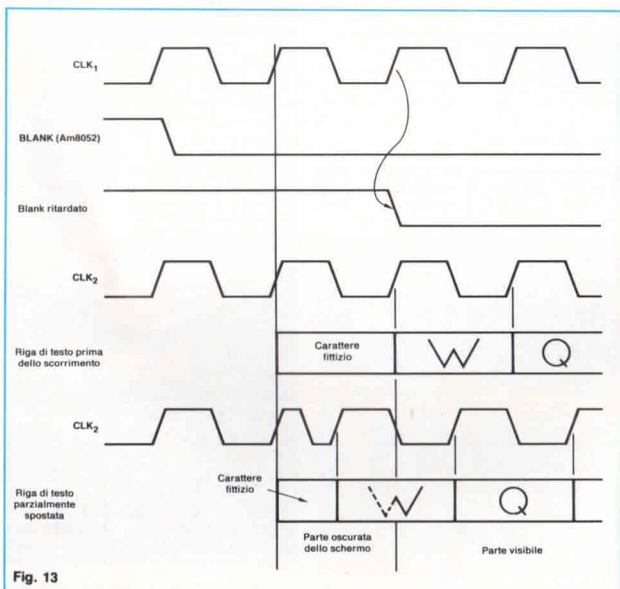 CLK₁
BLANK (Am8052)
Blank ritardato
CLK₂
Riga di testo prima
dello scorrimento
Carattere
fittizio
W
Q
CLK₂
Riga di testo
parzialmente
spostata
Carattere
fittizio
W
Q
Parte oscurata
dello schermo
Parte visibile
Fig. 13